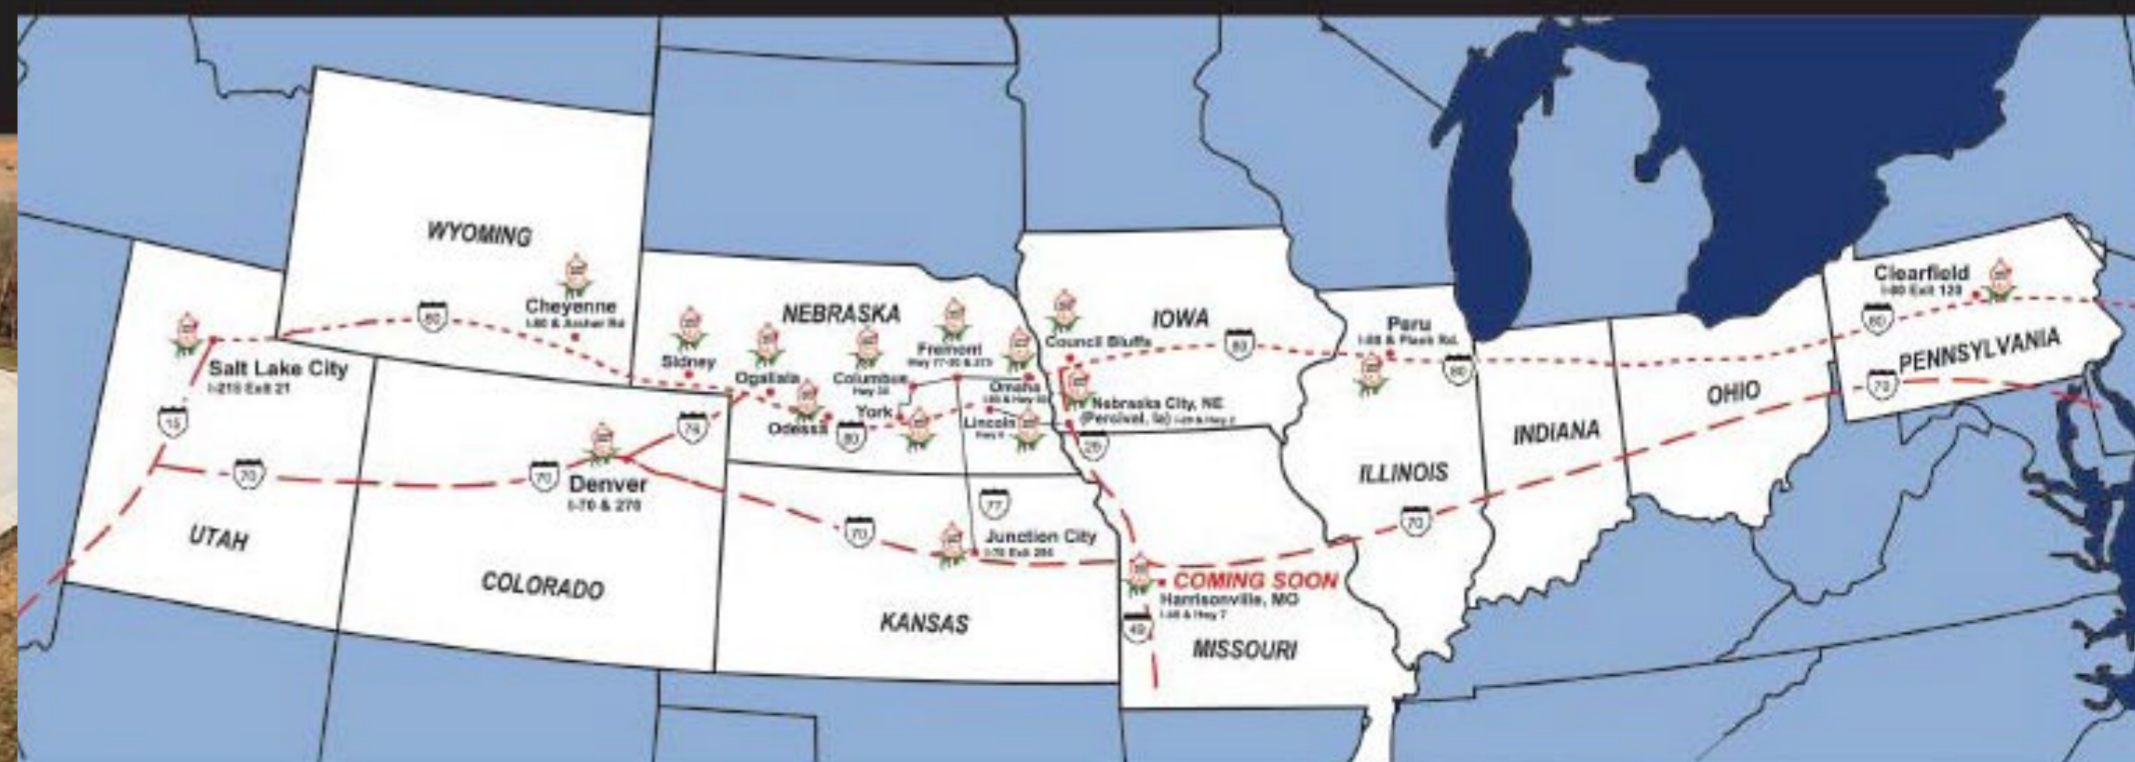 WYOMING
80
Cheyenne
I-80 & Archer Rd
Salt Lake City
I-215 Exit 21
15
70
UTAH
NEBRASKA
Sidney
Ogallala
Odessa
Columbus
Fremont
York
Omaha
Lincoln
80
76
70
Denver
I-70 & 270
COLORADO
70
77
Junction City
KANSAS
IOWA
Council Bluffs
80
Nebraska City, NE
(Percival, Ia)
COMING SOON
Harrisonville, MO
49
MISSOURI
Peru
80
ILLINOIS
70
INDIANA
OHIO
Clearfield
80
PENNSYLVANIA
70